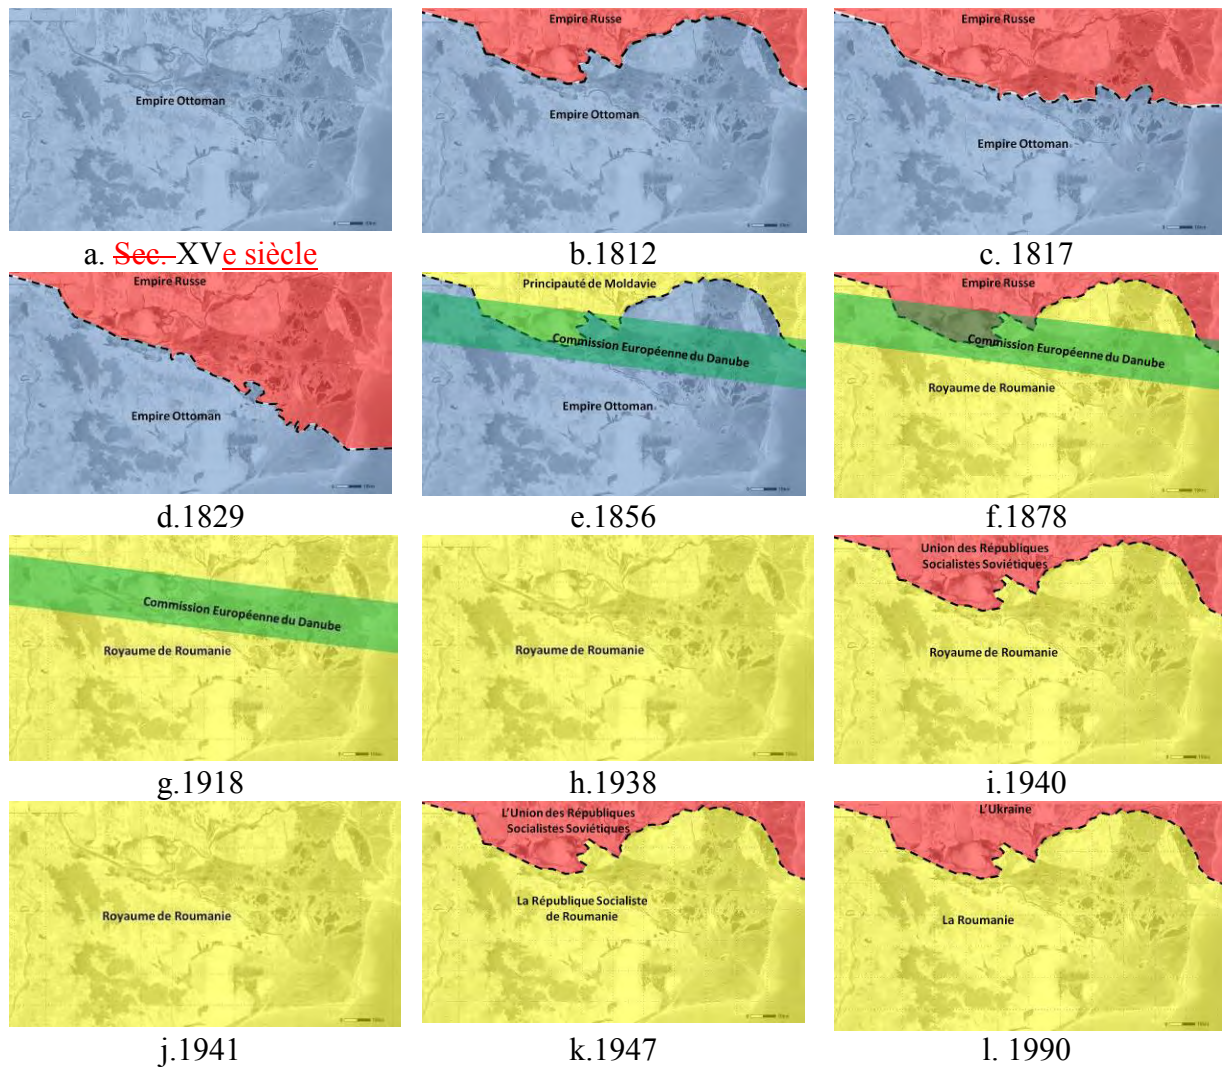 Empire Ottoman
a. Sec. XVe siècle
Empire Russe
Empire Ottoman
b.1812
Empire Russe
Empire Ottoman
c. 1817
Empire Russe
Empire Ottoman
d.1829
Principauté de Moldavie
Commission Européenne du Danube
Empire Ottoman
e.1856
Empire Russe
Commission Européenne du Danube
Royaume de Roumanie
f.1878
Commission Européenne du Danube
Royaume de Roumanie
g.1918
Royaume de Roumanie
h.1938
Union des Républiques
Socialistes Soviétiques
Royaume de Roumanie
i.1940
Royaume de Roumanie
j.1941
L'Union des Républiques
Socialistes Soviétiques
La République Socialiste
de Roumanie
k.1947
L'Ukraine
La Roumanie
l. 1990